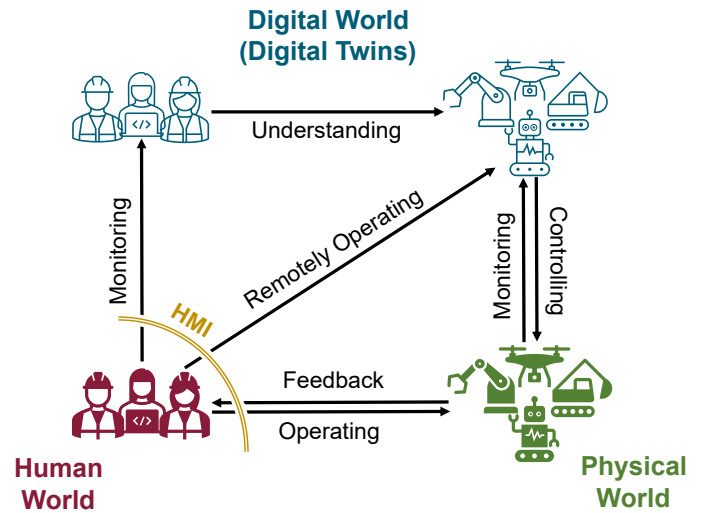 Digital World
(Digital Twins)
</>
Understanding
Monitoring
Remotely Operating
Monitoring
Controlling
HMI
Feedback
Operating
</>
Human
World
Physical
World